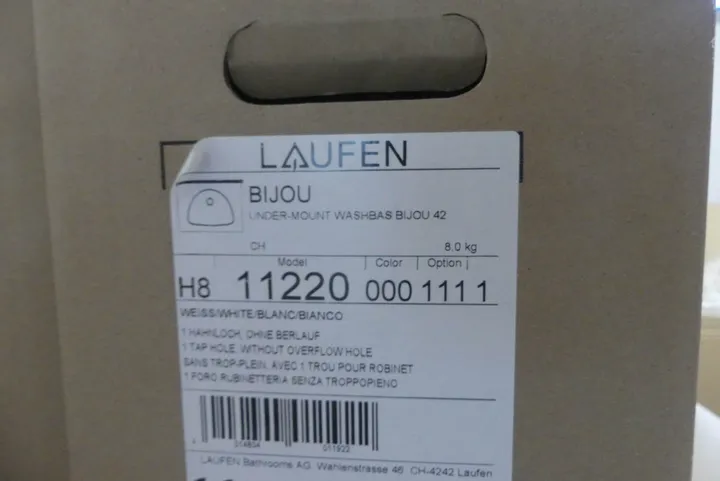 LAUFEN
BIJOU
UNDER-MOUNT WASHBAS BIJOU 42
CH 8.0 kg
Model Color Option
H8 11220 000 111 1
WEISS/WHITE/BLANC/BIANCO
1 HAHNLOCH, OHNE BERLAUF
1 TAP HOLE, WITHOUT OVERFLOW HOLE
SANS TROP-PLEIN, AVEC 1 TROU POUR ROBINET
1 FORO RUBINETTERIA SENZA TROPPOPIENO
014804 011922
LAUFEN Bathrooms AG Wahlenstrasse 46 CH-4242 Laufen